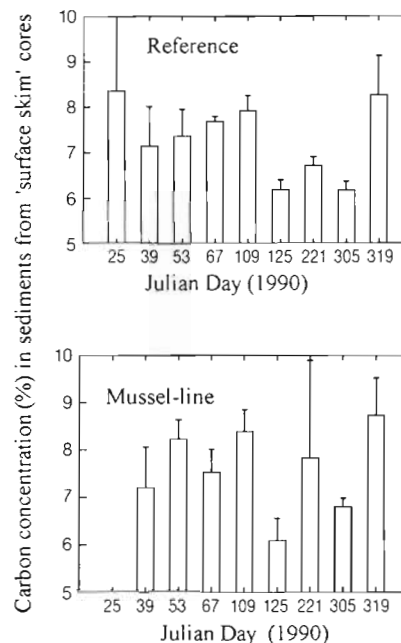 Carbon concentration (%) in sediments from 'surface skim' cores
Reference
10
9
8
7
6
5
25 39 53 67 109 125 221 305 319
Julian Day (1990)
Mussel-line
10
9
8
7
6
5
25 39 53 67 109 125 221 305 319
Julian Day (1990)